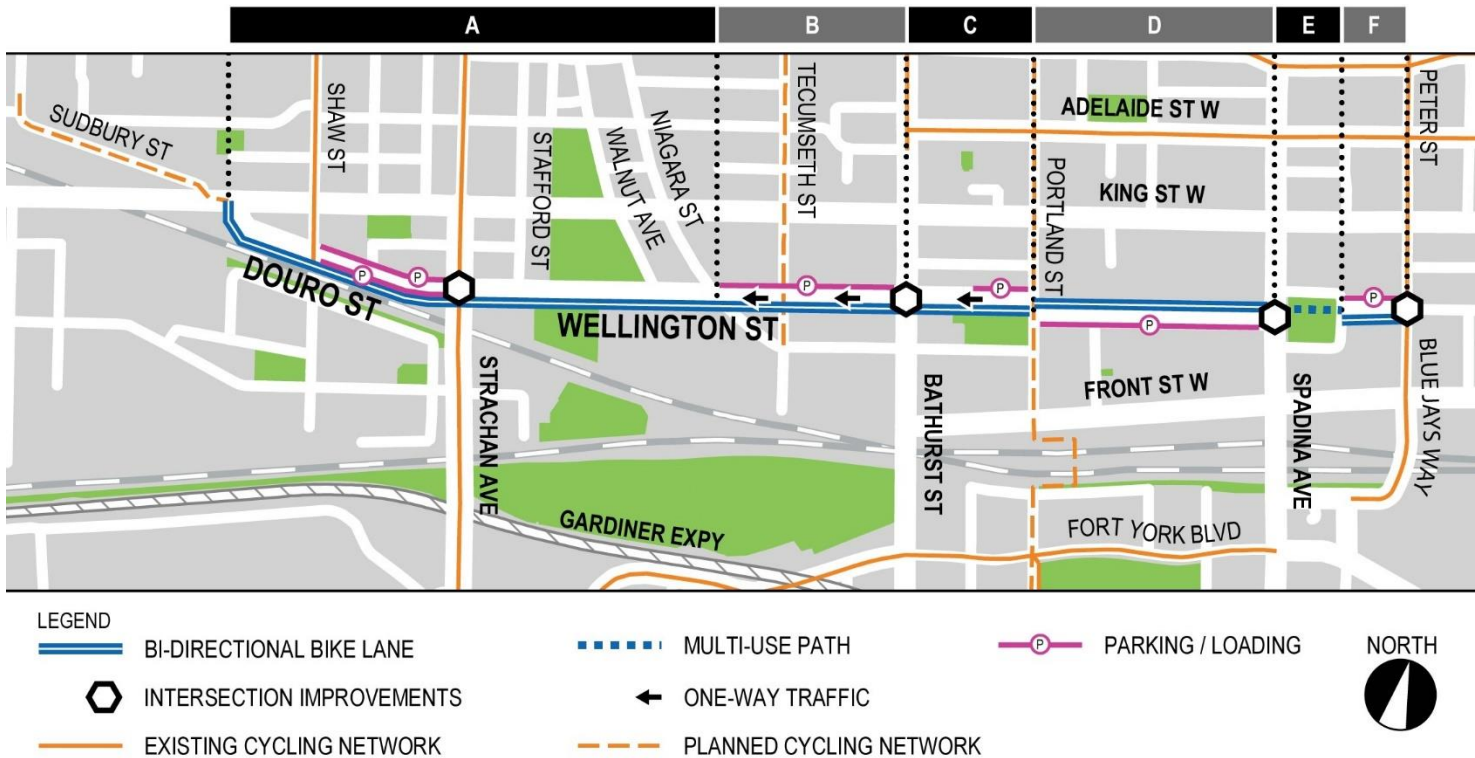 A B C D E F
SUDBURY ST
SHAW ST
STAFFORD ST
WALNUT AVE
NIAGARA ST
TECUMSETH ST
ADELAIDE ST W
PETER ST
PORTLAND ST
KING ST W
P
P
P
P
P
P
DOURO ST
WELLINGTON ST
STRACHAN AVE
BATHURST ST
FRONT ST W
SPADINA AVE
BLUE JAYS WAY
GARDINER EXPY
FORT YORK BLVD
LEGEND
BI-DIRECTIONAL BIKE LANE
MULTI-USE PATH
P PARKING / LOADING
NORTH
INTERSECTION IMPROVEMENTS
ONE-WAY TRAFFIC
EXISTING CYCLING NETWORK
PLANNED CYCLING NETWORK